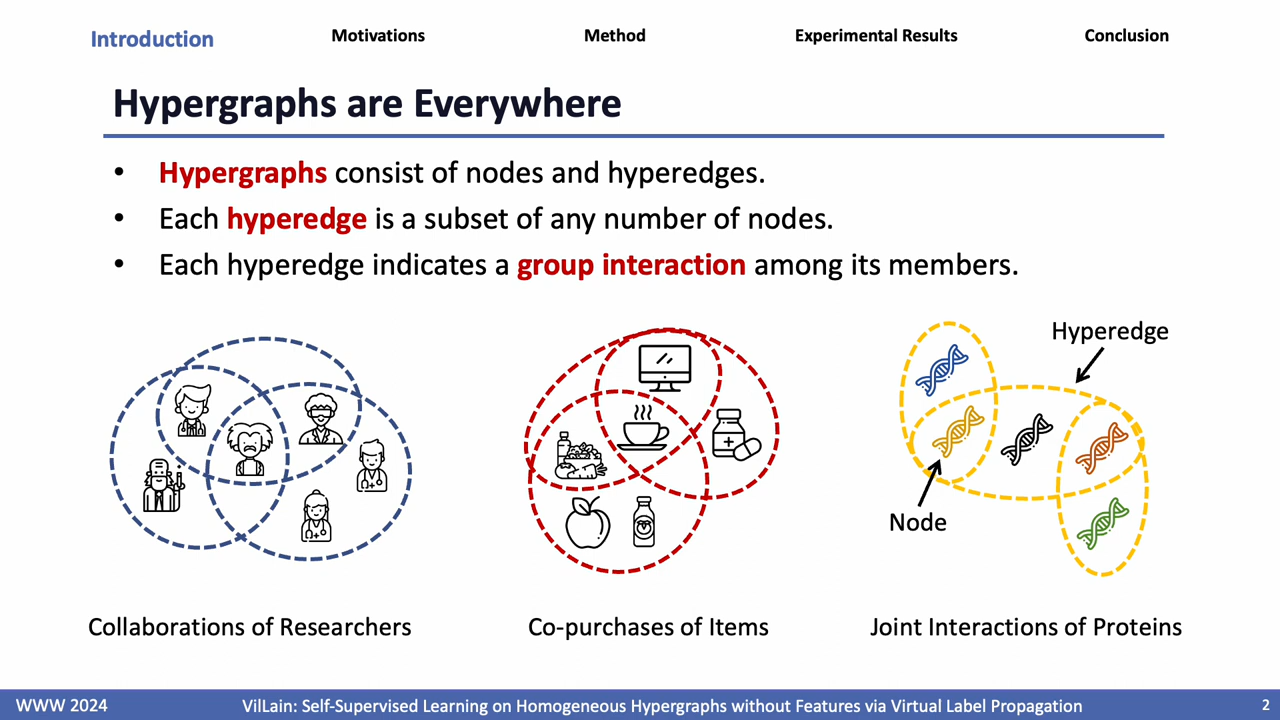 Introduction
Motivations
Method
Experimental Results
Conclusion
Hypergraphs are Everywhere
• Hypergraphs consist of nodes and hyperedges.
• Each hyperedge is a subset of any number of nodes.
• Each hyperedge indicates a group interaction among its members.
Hyperedge
Node
Collaborations of Researchers
Co-purchases of Items
Joint Interactions of Proteins
WWW 2024
VilLain: Self-Supervised Learning on Homogeneous Hypergraphs without Features via Virtual Label Propagation
2